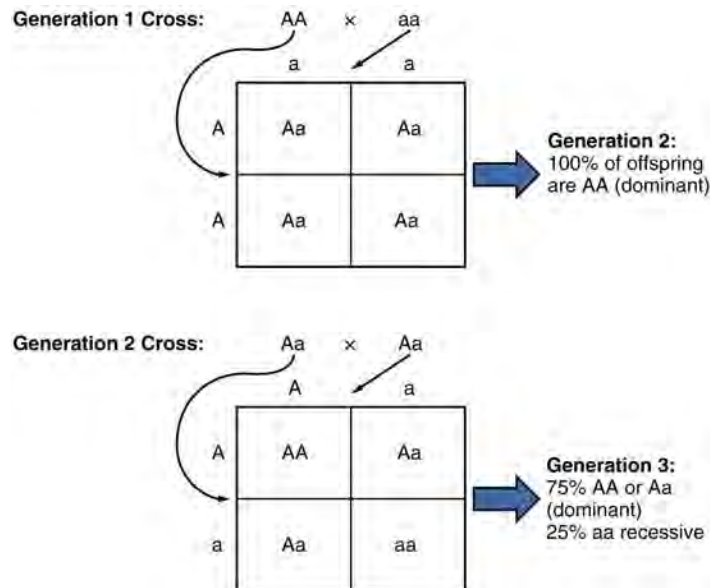 Generation 1 Cross: AA × aa
a a
A Aa Aa
Generation 2:
100% of offspring
are AA (dominant)
A Aa Aa
Generation 2 Cross: Aa × Aa
A a
A AA Aa
Generation 3:
75% AA or Aa
(dominant)
25% aa recessive
a Aa aa